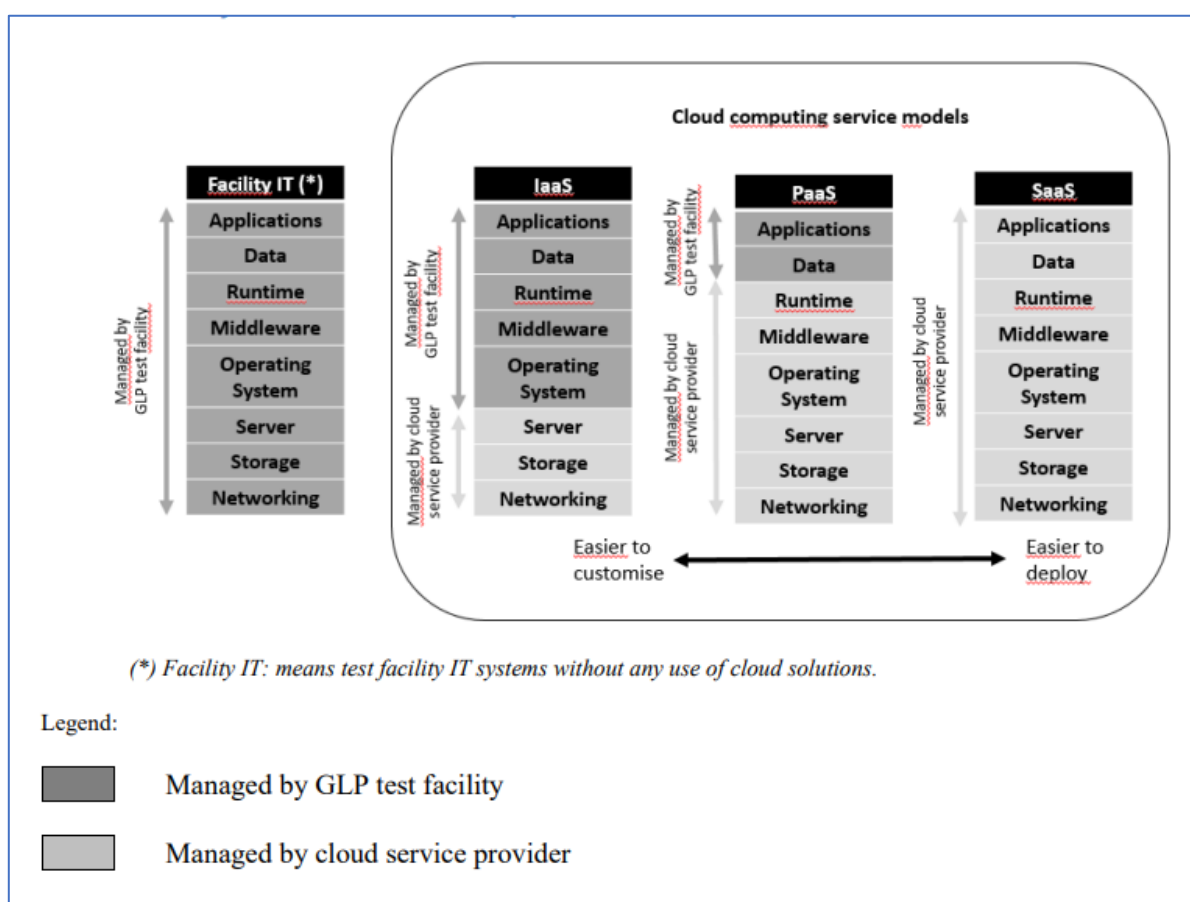 Cloud computing service models
Facility IT (*)
Applications
Data
Runtime
Middleware
Operating
System
Server
Storage
Networking
Managed by
GLP test facility
IaaS
Applications
Data
Runtime
Middleware
Operating
System
Server
Storage
Networking
Managed by
GLP test facility
Managed by cloud
service provider
PaaS
Applications
Data
Runtime
Middleware
Operating
System
Server
Storage
Networking
Managed by
GLP test facility
Managed by cloud
service provider
SaaS
Applications
Data
Runtime
Middleware
Operating
System
Server
Storage
Networking
Managed by cloud
service provider
Easier to
customise
Easier to
deploy
(*) Facility IT: means test facility IT systems without any use of cloud solutions.
Legend:
Managed by GLP test facility
Managed by cloud service provider